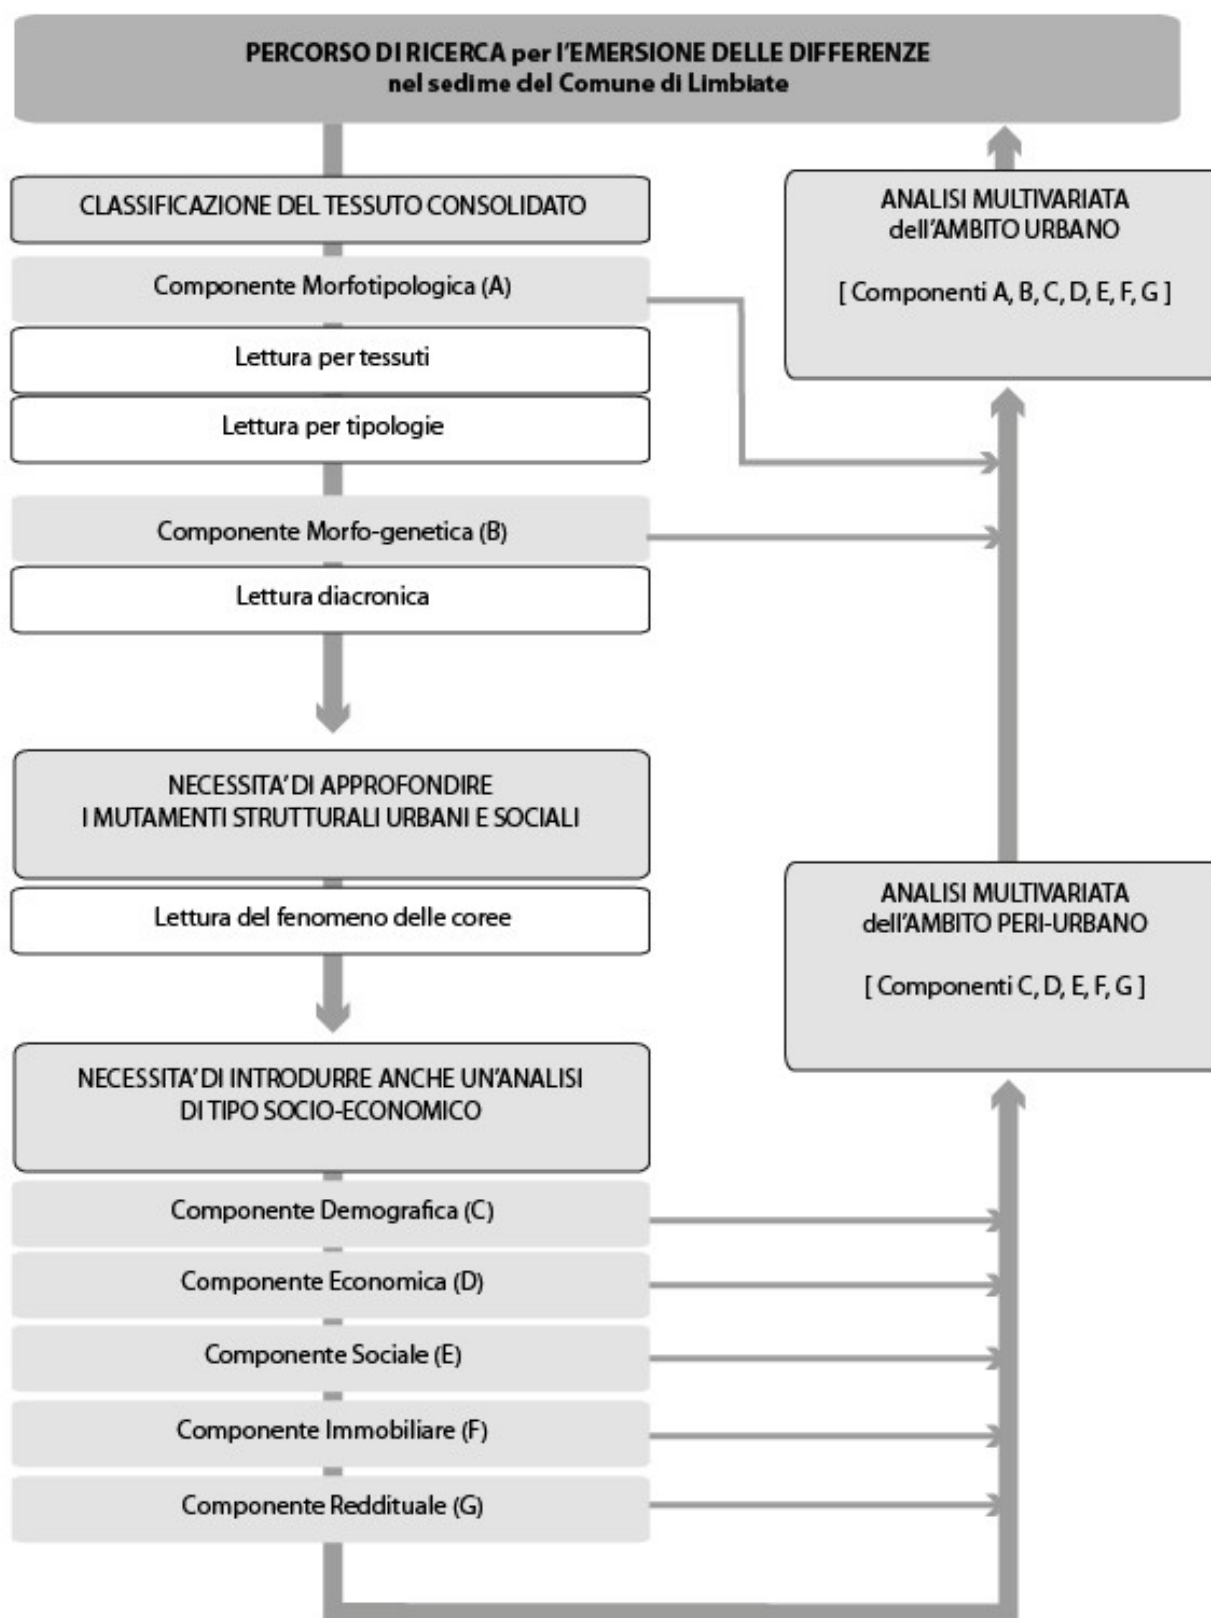 PERCORSO DI RICERCA per l'EMERSIONE DELLE DIFFERENZE
nel sedime del Comune di Limbiate
CLASSIFICAZIONE DEL TESSUTO CONSOLIDATO
Componente Morfotipologica (A)
Lettura per tessuti
Lettura per tipologie
Componente Morfo-genetica (B)
Lettura diacronica
NECESSITA' DI APPROFONDIRE
I MUTAMENTI STRUTTURALI URBANI E SOCIALI
Lettura del fenomeno delle coree
NECESSITA' DI INTRODURRE ANCHE UN'ANALISI
DI TIPO SOCIO-ECONOMICO
Componente Demografica (C)
Componente Economica (D)
Componente Sociale (E)
Componente Immobiliare (F)
Componente Reddituale (G)
ANALISI MULTIVARIATA
dell'AMBITO URBANO
[ Componenti A, B, C, D, E, F, G ]
ANALISI MULTIVARIATA
dell'AMBITO PERI-URBANO
[ Componenti C, D, E, F, G ]